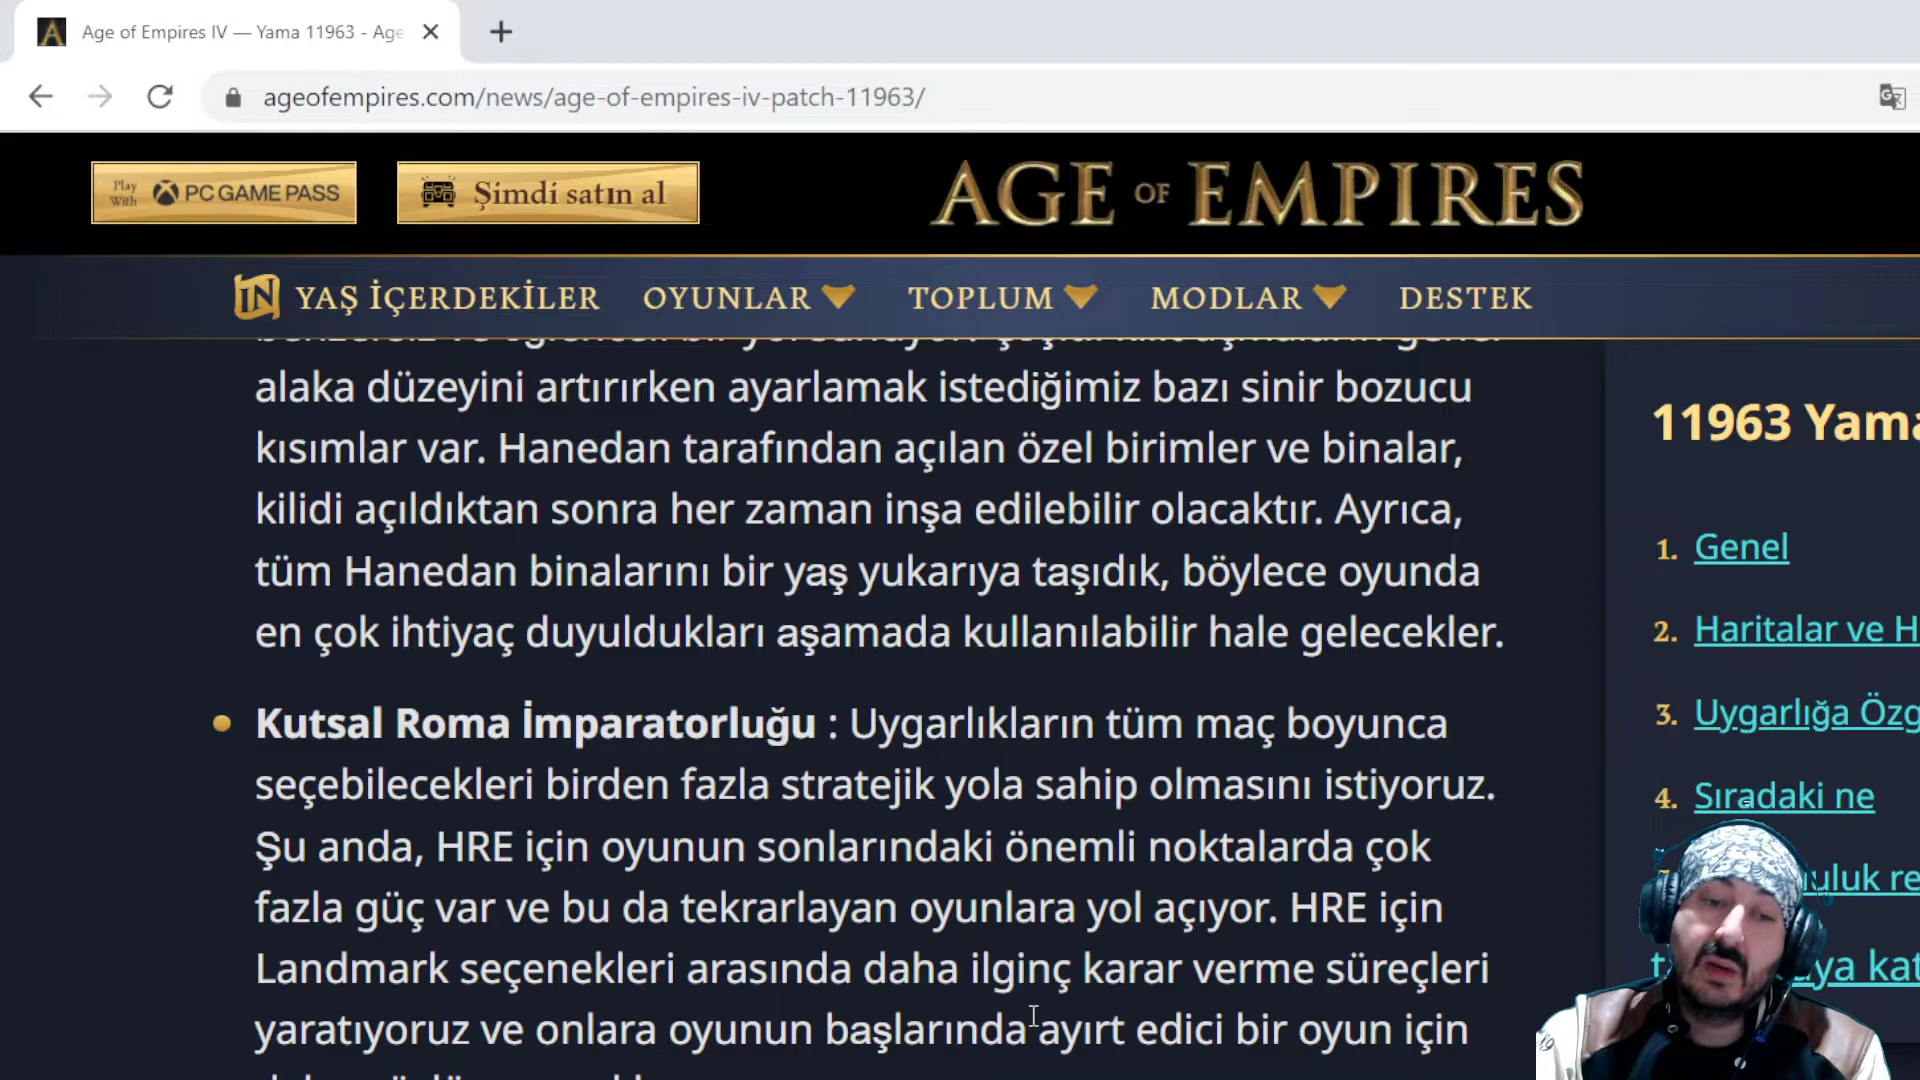 Age of Empires IV — Yama 11963 - Age
ageofempires.com/news/age-of-empires-iv-patch-11963/
Play With PC GAME PASS
Şimdi satın al
AGE OF EMPIRES
IN YAŞ İÇERDEKİLER OYUNLAR TOPLUM MODLAR DESTEK
alaka düzeyini artırırken ayarlamak istediğimiz bazı sinir bozucu
kısımlar var. Hanedan tarafından açılan özel birimler ve binalar,
kilidi açıldıktan sonra her zaman inşa edilebilir olacaktır. Ayrıca,
tüm Hanedan binalarını bir yaş yukarıya taşıdık, böylece oyunda
en çok ihtiyaç duyuldukları aşamada kullanılabilir hale gelecekler.
Kutsal Roma İmparatorluğu : Uygarlıkların tüm maç boyunca
seçebilecekleri birden fazla stratejik yola sahip olmasını istiyoruz.
Şu anda, HRE için oyunun sonlarındaki önemli noktalarda çok
fazla güç var ve bu da tekrarlayan oyunlara yol açıyor. HRE için
Landmark seçenekleri arasında daha ilginç karar verme süreçleri
yaratıyoruz ve onlara oyunun başlarında ayırt edici bir oyun için
11963 Yama
1. Genel
2. Haritalar ve H
3. Uygarlığa Özg
4. Sıradaki ne